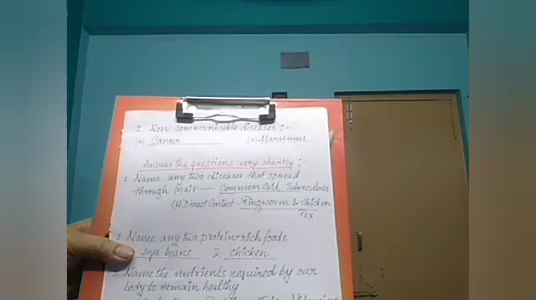 2. Non communicable diseases :-
(a) Cancer (b) Marasmus
Answer the questions very shortly :-
1. Name any two diseases that spread
through (a) air — Common Cold, Tuberculosis
(b) Direct Contact - Ringworm & Chicken
Pox
2. Name any two protein-rich foods.
Soya beans & chicken
3. Name the nutrients required by our
body to remain healthy